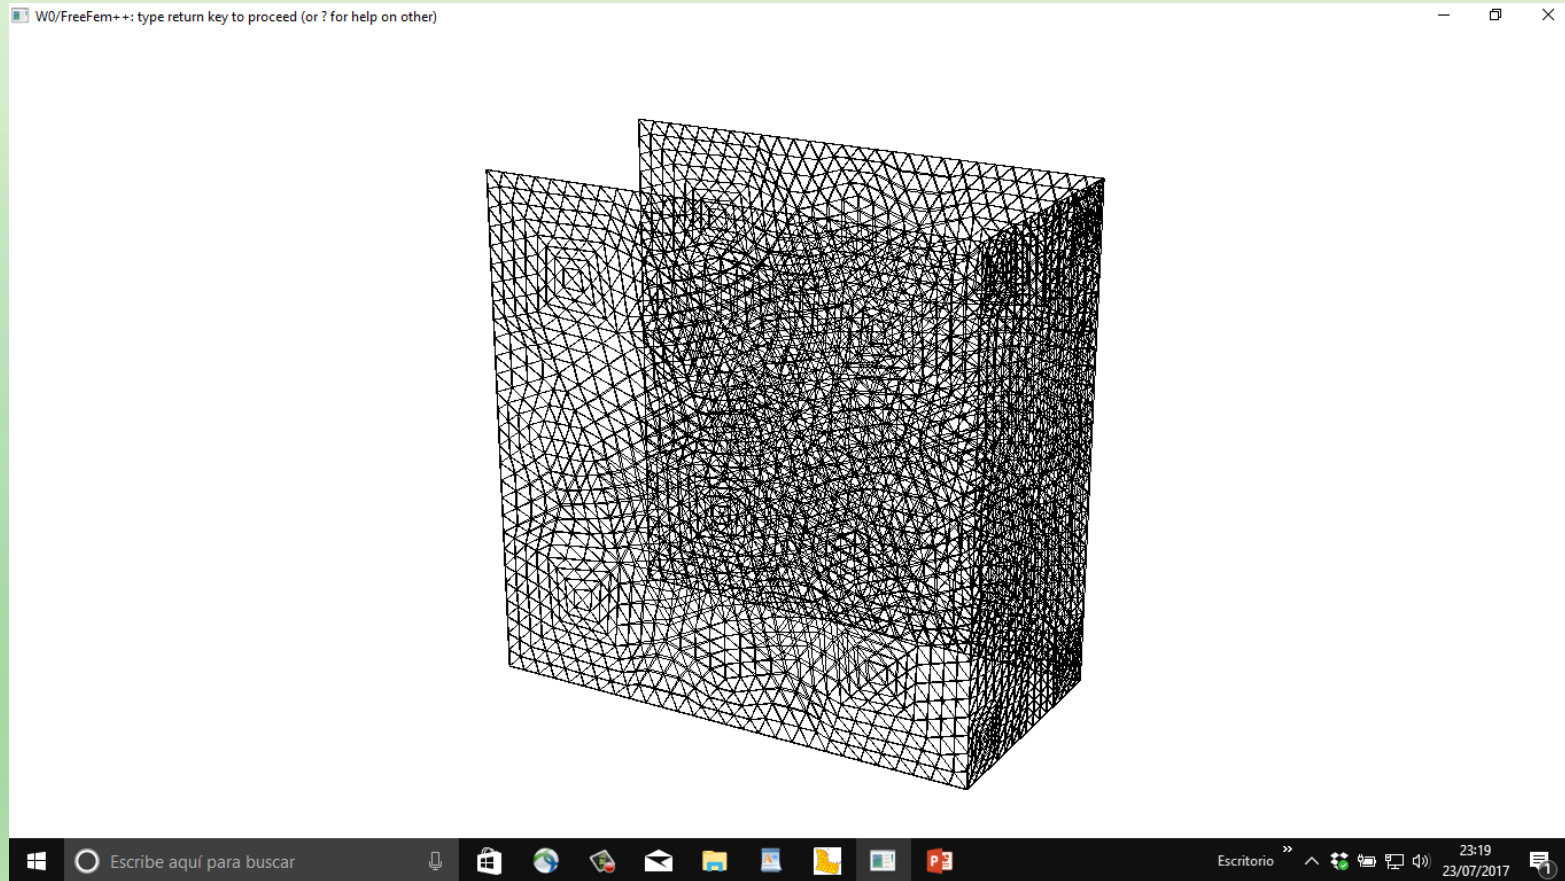 W0/FreeFem++: type return key to proceed (or ? for help on other)
Escribe aquí para buscar
Escritorio
23:19
23/07/2017
1